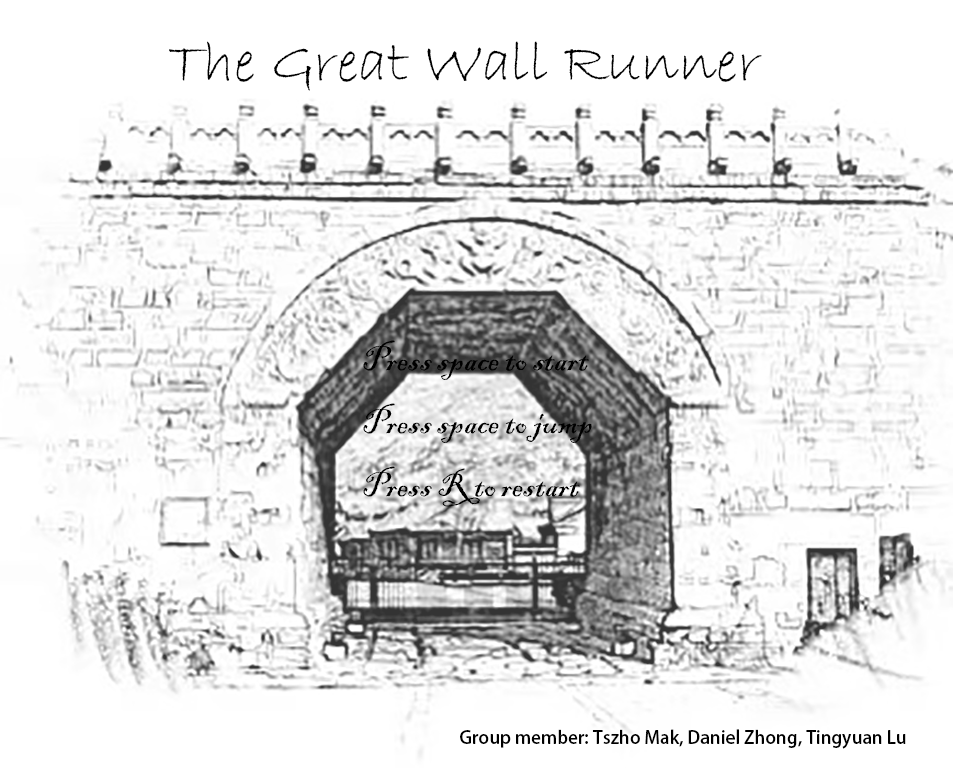 The Great Wall Runner
Press space to start
Press space to jump
Press R to restart
Group member: Tszho Mak, Daniel Zhong, Tingyuan Lu